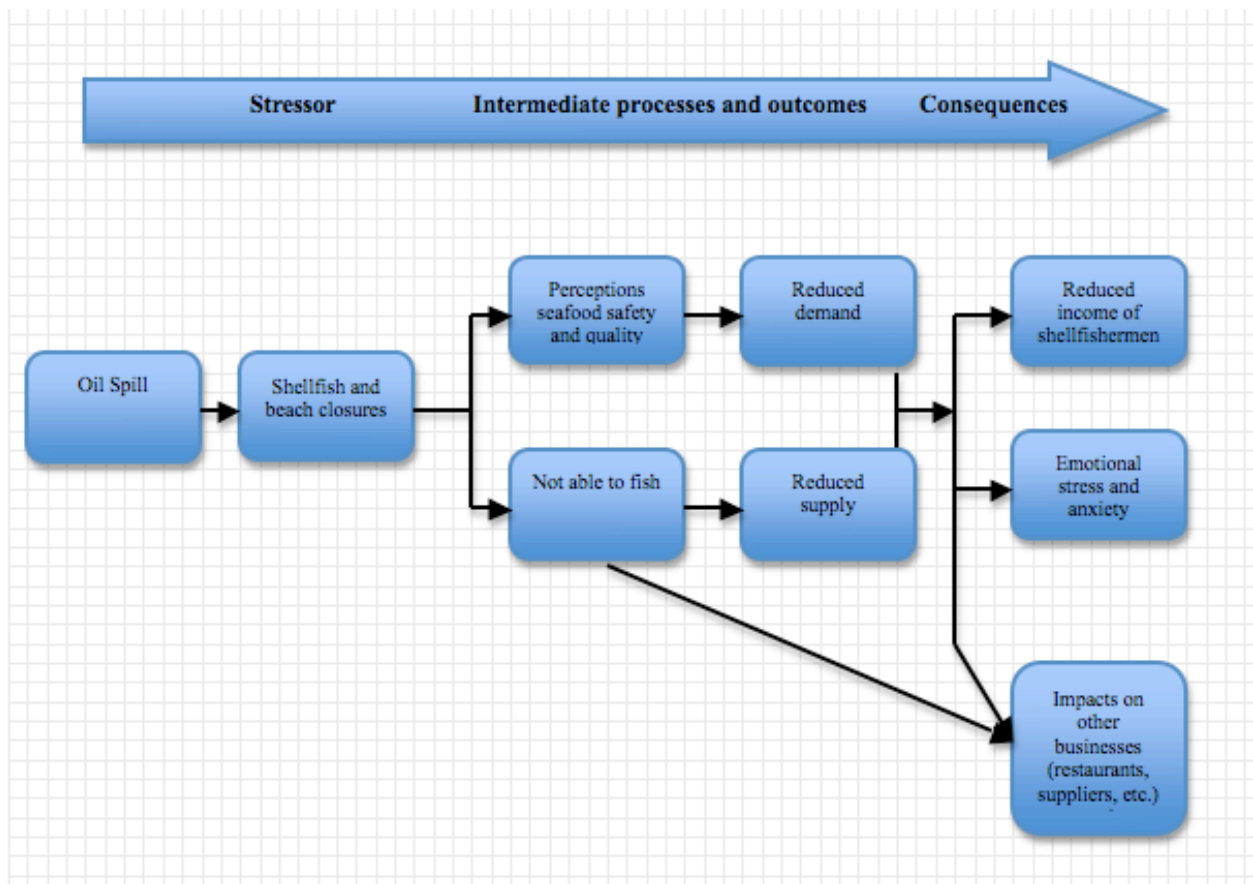 Stressor Intermediate processes and outcomes Consequences
Perceptions
seafood safety
and quality
Reduced
demand
Reduced
income of
shellfishermen
Oil Spill
Shellfish and
beach closures
Not able to fish
Reduced
supply
Emotional
stress and
anxiety
Impacts on
other
businesses
(restaurants,
suppliers, etc.)